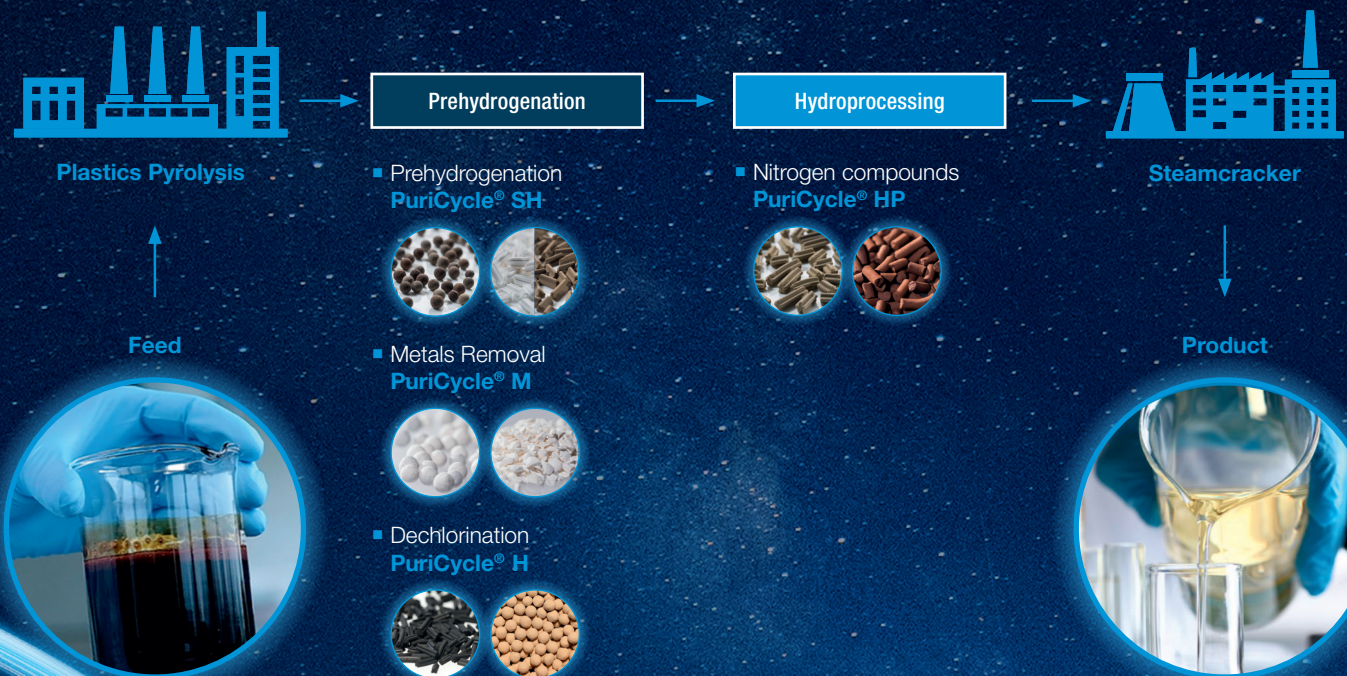 Prehydrogenation
Hydroprocessing
Plastics Pyrolysis
Prehydrogenation
PuriCycle® SH
Nitrogen compounds
PuriCycle® HP
Steamcracker
Feed
Metals Removal
PuriCycle® M
Product
Dechlorination
PuriCycle® H